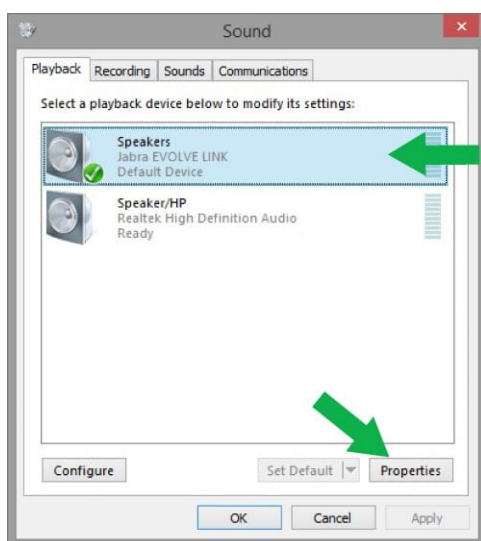 Sound
Playback Recording Sounds Communications
Select a playback device below to modify its settings:
Speakers
Jabra EVOLVE LINK
Default Device
Speaker/HP
Realtek High Definition Audio
Ready
Configure Set Default Properties
OK Cancel Apply